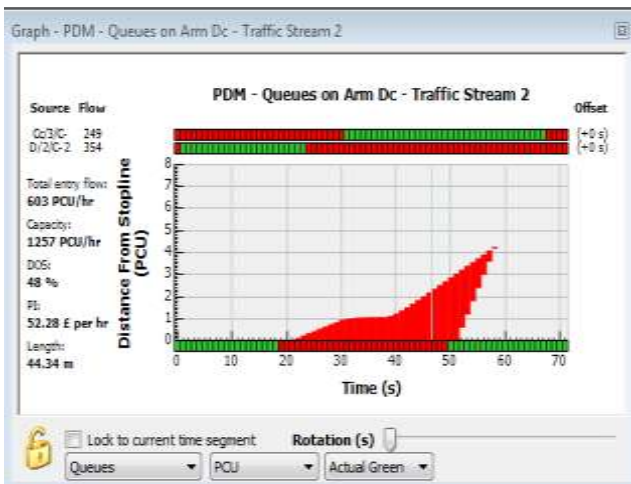 Graph - PDM - Queues on Arm Dc - Traffic Stream 2
PDM - Queues on Arm Dc - Traffic Stream 2
Source Flow
Offset
Cc/3/C- 249
(+0 s)
D/2/C-2 354
(+0 s)
Total entry flow:
603 PCU/hr
Capacity:
1257 PCU/hr
DOS:
48 %
PI:
52.28 £ per hr
Length:
44.34 m
Distance From Stopline
(PCU)
8
7
6
5
4
3
2
1
0
0 10 20 30 40 50 60 70
Time (s)
Lock to current time segment Rotation (s)
Queues PCU Actual Green